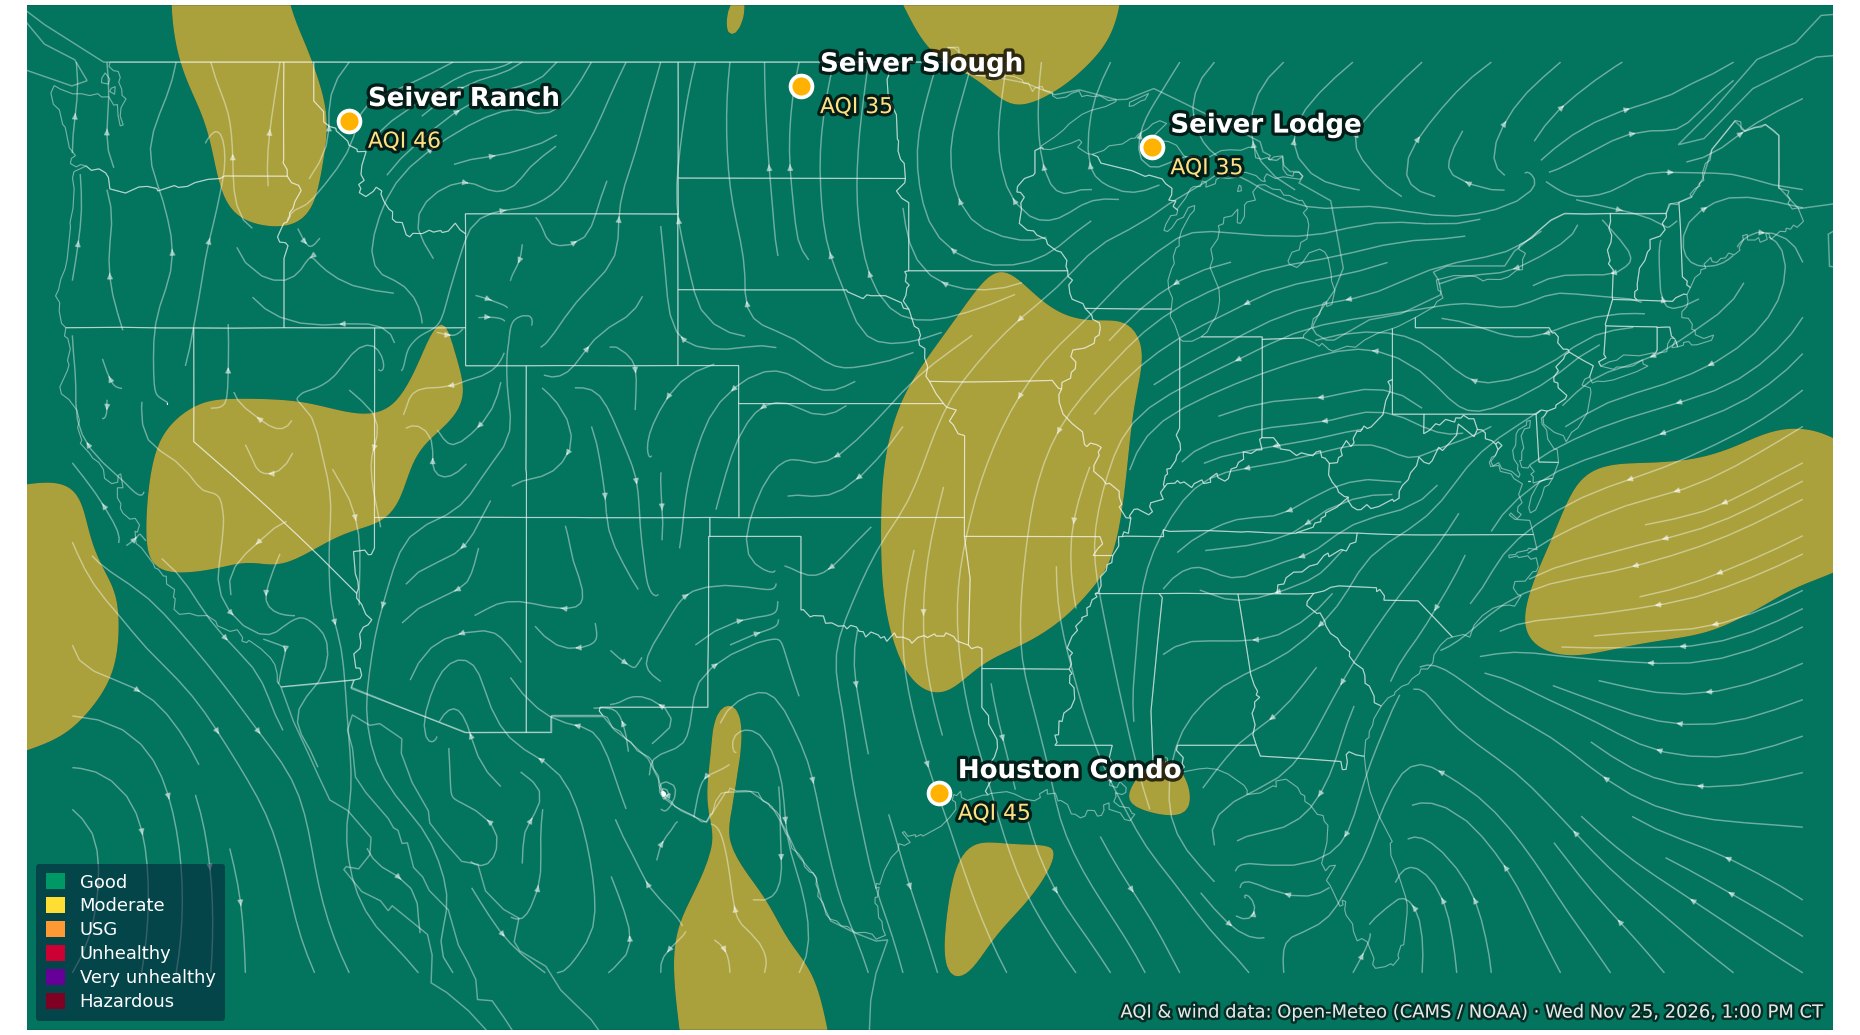 Seiver Slough
AQI 35
Seiver Ranch
AQI 46
Seiver Lodge
AQI 35
Houston Condo
AQI 45
Good
Moderate
USG
Unhealthy
Very unhealthy
Hazardous
AQI & wind data: Open-Meteo (CAMS / NOAA) · Wed Nov 25, 2026, 1:00 PM CT